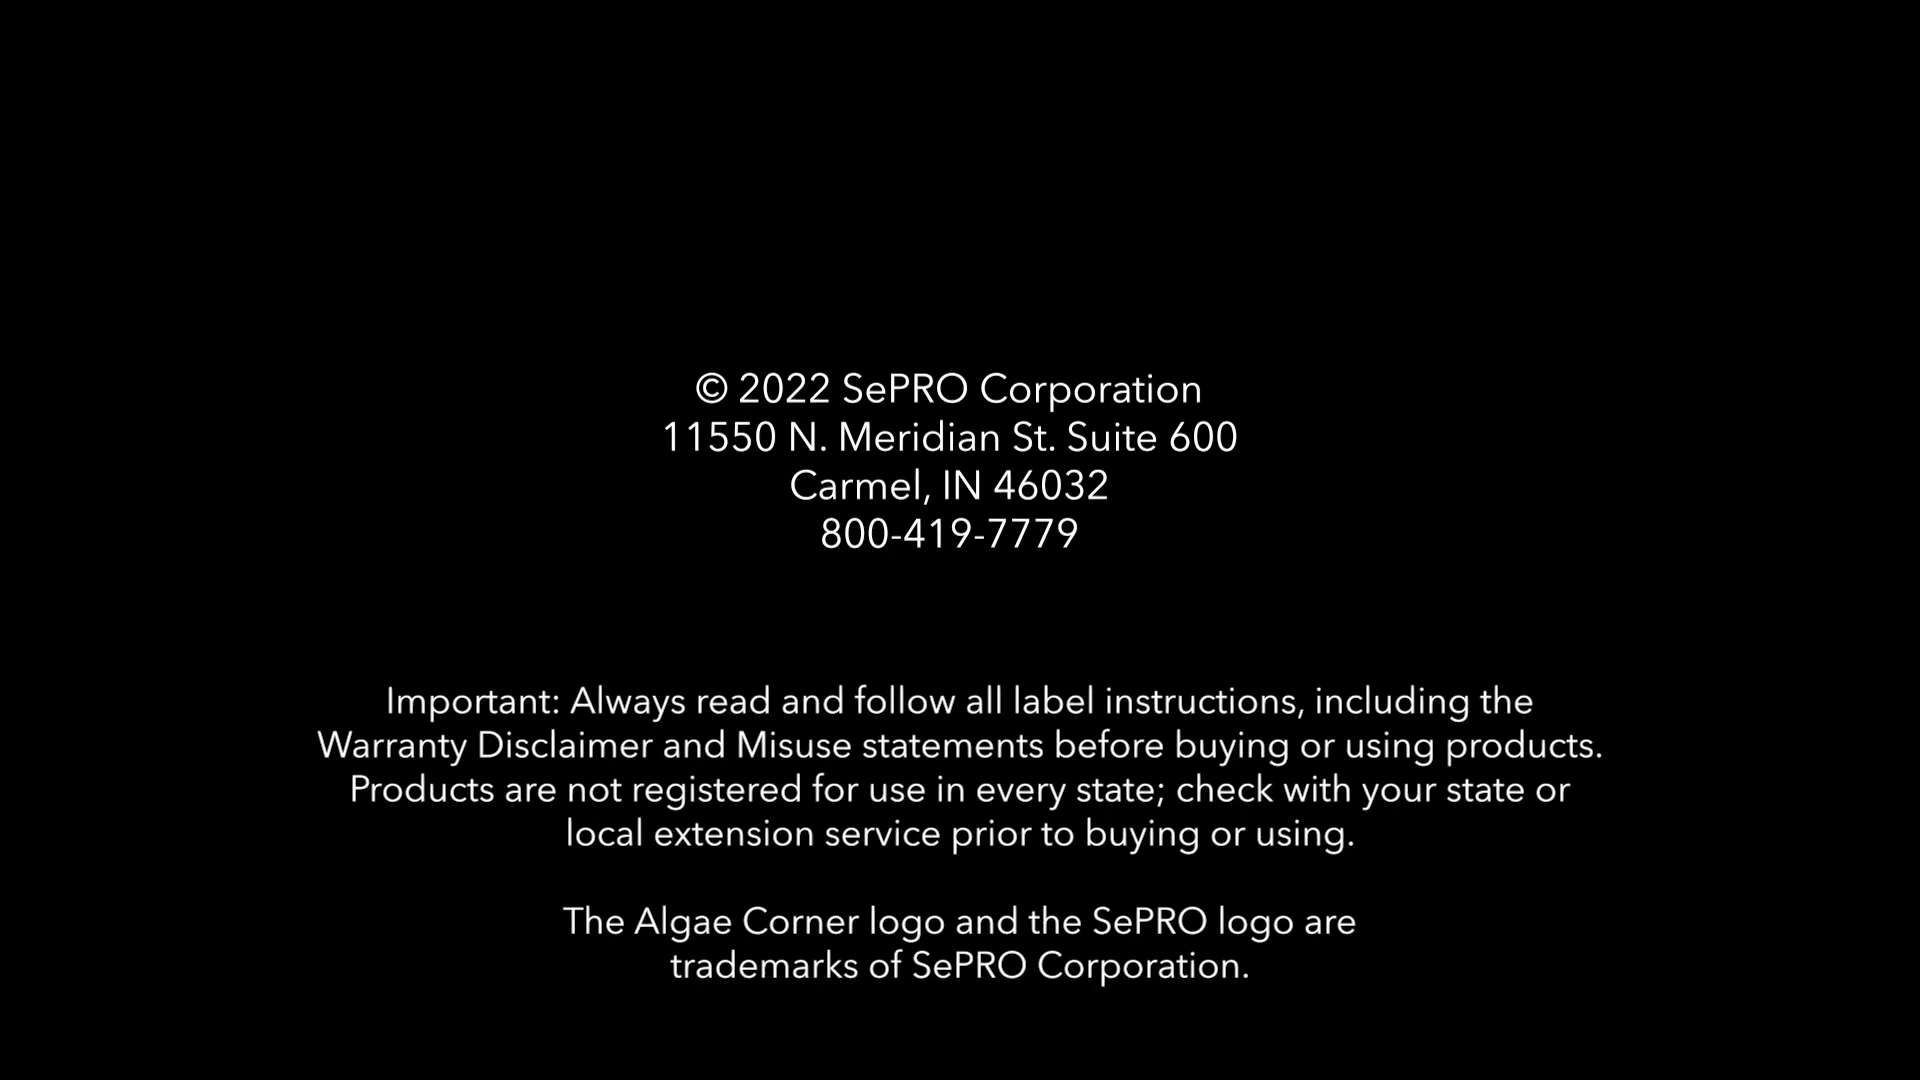 © 2022 SePRO Corporation
11550 N. Meridian St. Suite 600
Carmel, IN 46032
800-419-7779
Important: Always read and follow all label instructions, including the
Warranty Disclaimer and Misuse statements before buying or using products.
Products are not registered for use in every state; check with your state or
local extension service prior to buying or using.
The Algae Corner logo and the SePRO logo are
trademarks of SePRO Corporation.